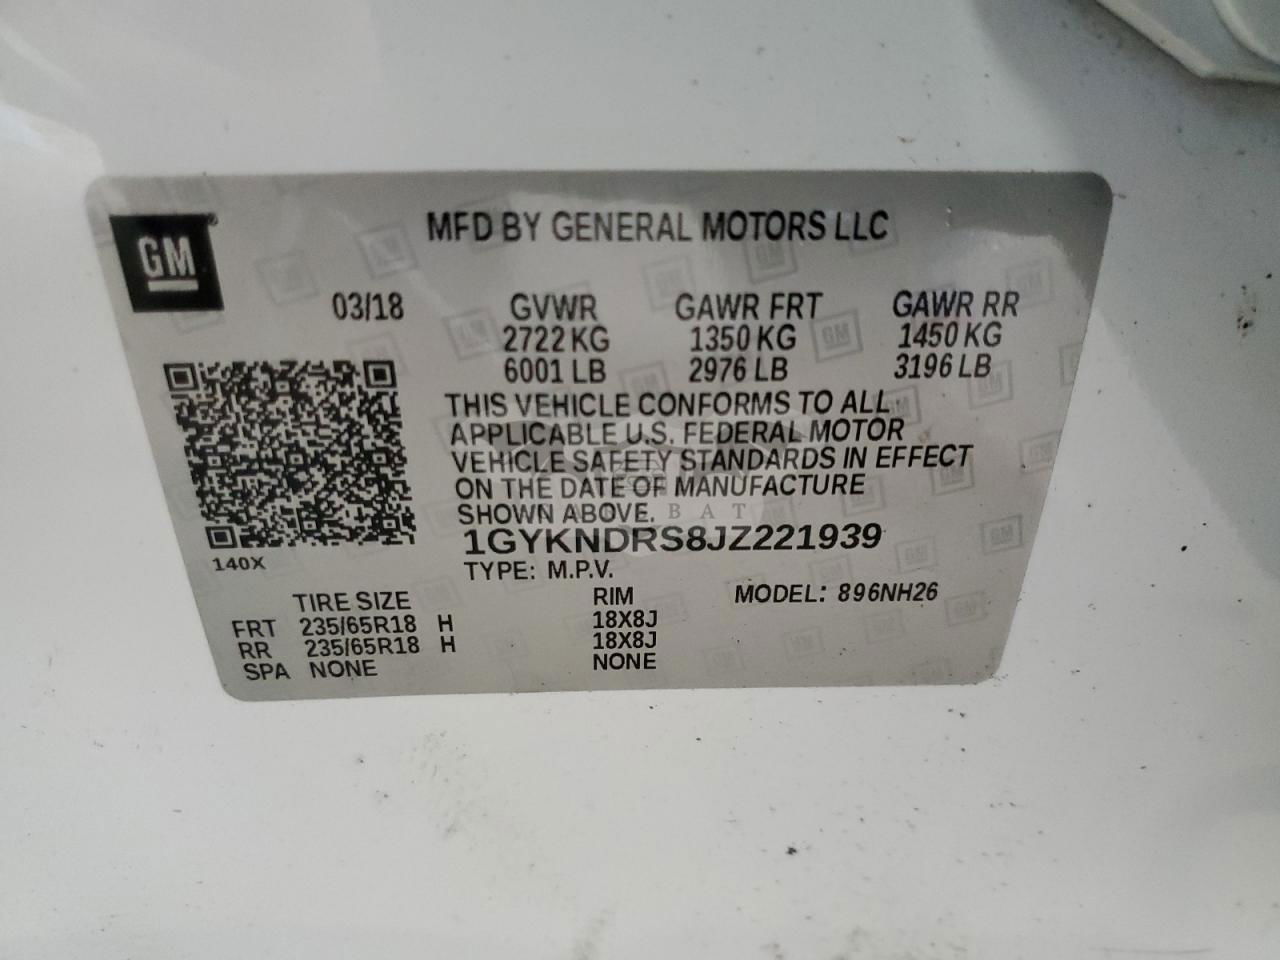 MFD BY GENERAL MOTORS LLC
GM
03/18 GVWR GAWR FRT GAWR RR
2722 KG 1350 KG 1450 KG
6001 LB 2976 LB 3196 LB
THIS VEHICLE CONFORMS TO ALL
APPLICABLE U.S. FEDERAL MOTOR
VEHICLE SAFETY STANDARDS IN EFFECT
ON THE DATE OF MANUFACTURE
SHOWN ABOVE.
1GYKNDRS8JZ221939
140X
TYPE: M.P.V.
TIRE SIZE RIM MODEL: 896NH26
FRT 235/65R18 H 18X8J
RR 235/65R18 H 18X8J
SPA NONE NONE